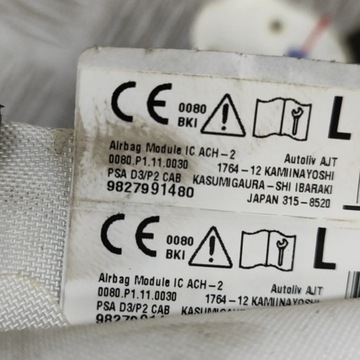 CE 0080 BKI L
Airbag Module IC ACH-2 Autoliv AJT
0080.P1.11.0030 1764-12 KAMIINAYOSHI
PSA D3/P2 CAB KASUMIGAURA-SHI IBARAKI
9827991480 JAPAN 315-8520
CE 0080 BKI L
Airbag Module IC ACH-2 Autoliv AJT
0080.P1.11.0030 1764-12 KAMIINAYOSHI
PSA D3/P2 CAB